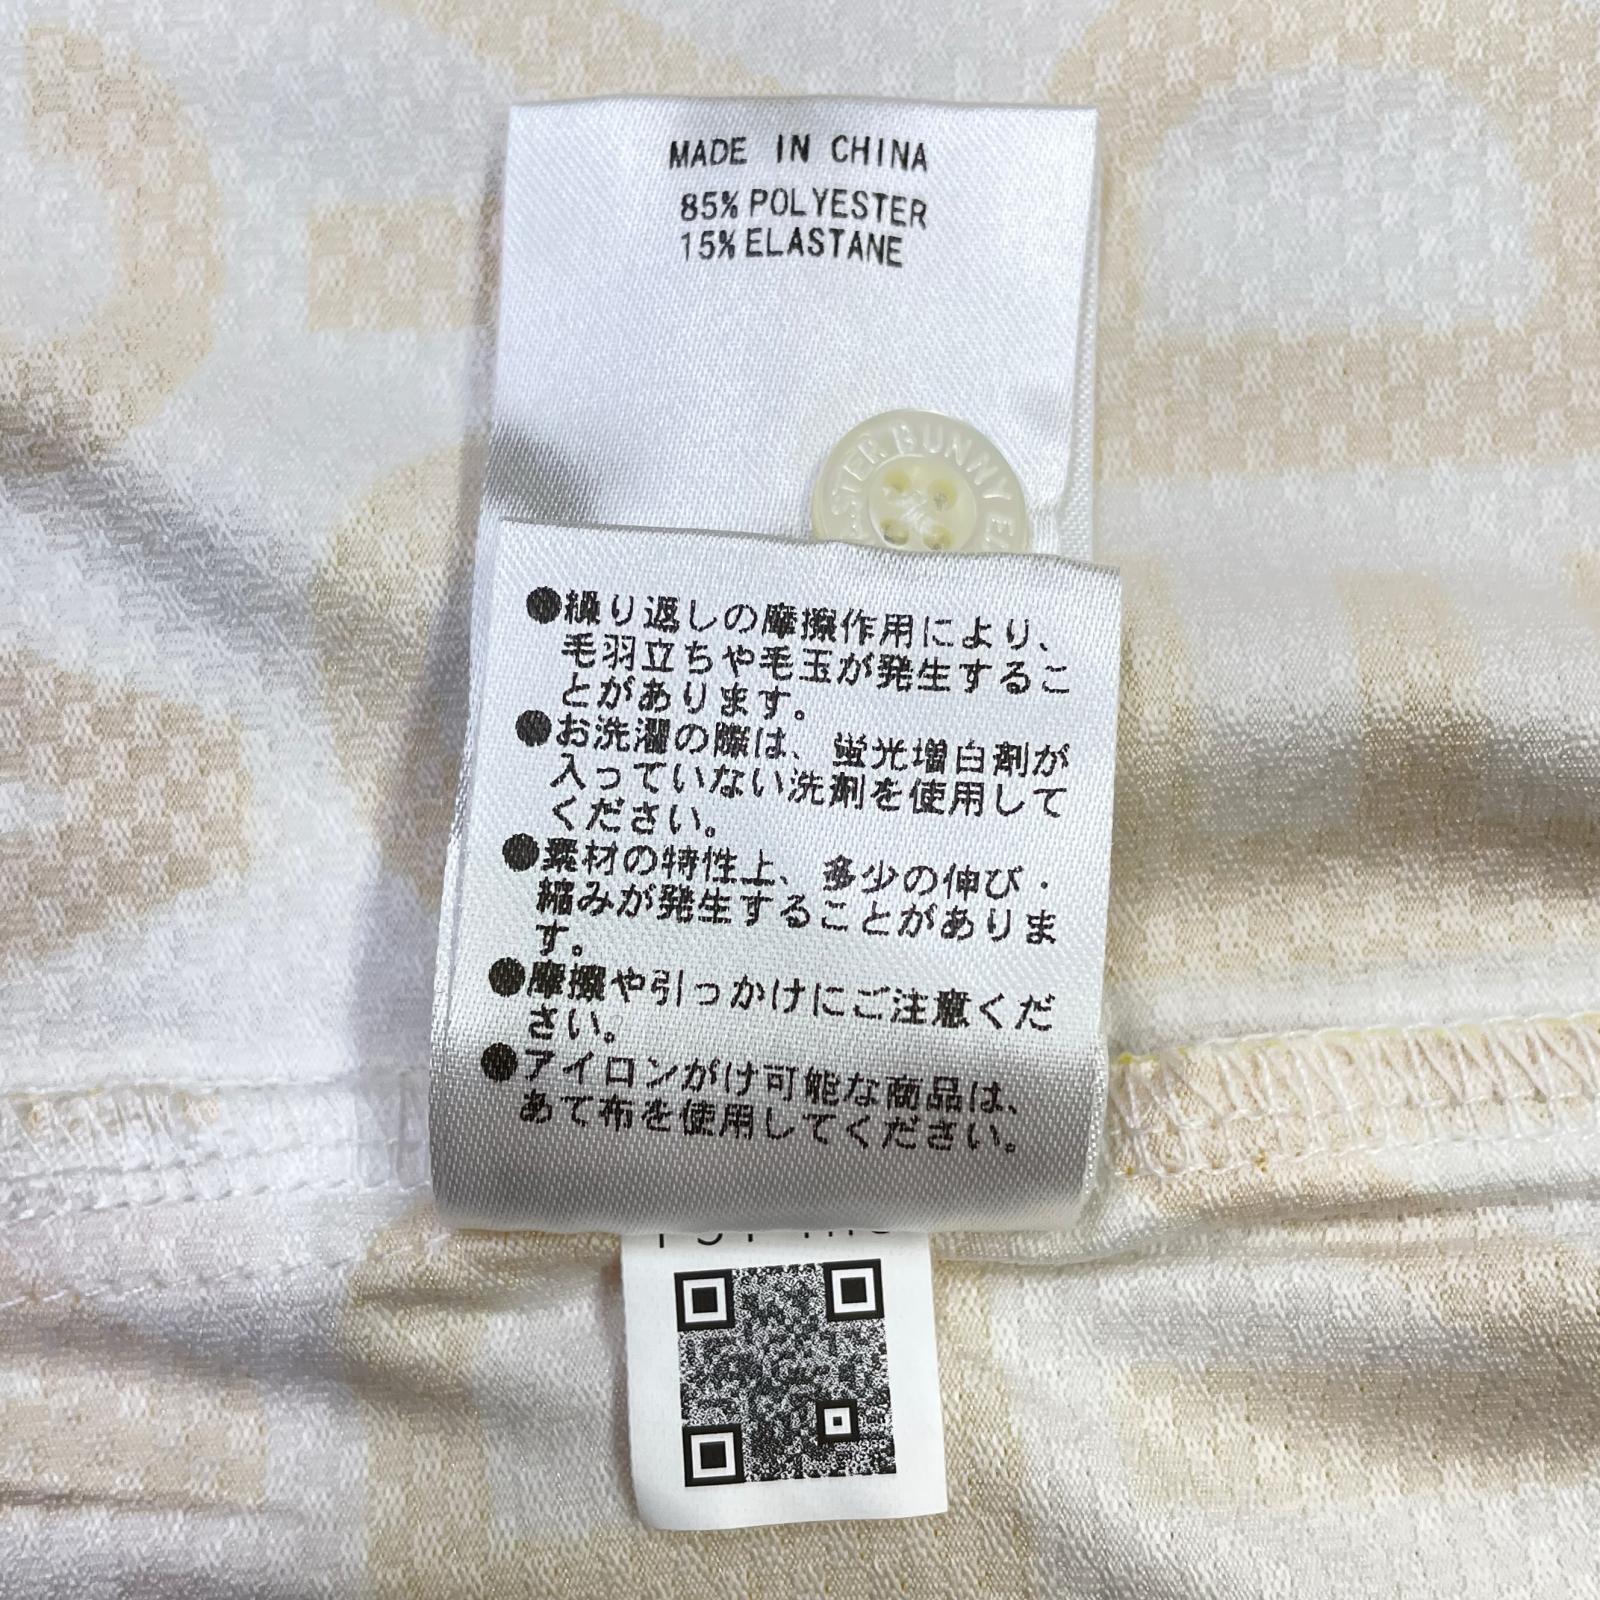 MADE IN CHINA
85% POLYESTER
15% ELASTANE
BUNNY
●繰り返しの摩擦作用により、
毛羽立ちや毛玉が発生するこ
とがあります。
●お洗濯の際は、蛍光増白剤が
入っていない洗剤を使用して
ください。
●素材の特性上、多少の伸び・
縮みが発生することがありま
す。
●摩擦や引っかけにご注意くだ
さい。
●アイロンがけ可能な商品は、
あて布を使用してください。